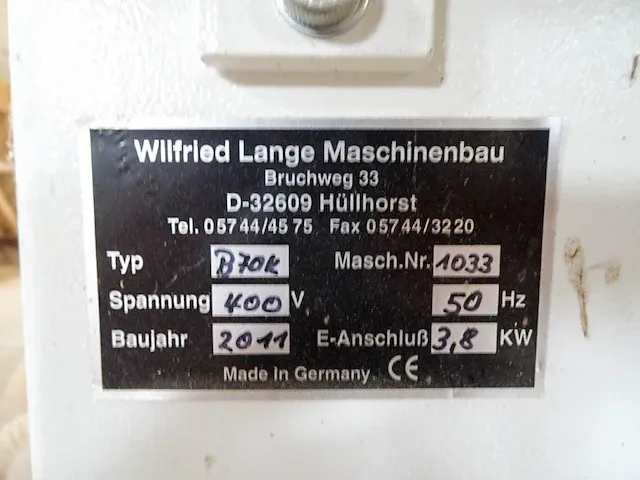 Wilfried Lange Maschinenbau
Bruchweg 33
D-32609 Hüllhorst
Tel. 05744/4575 Fax 05744/3220
Typ B70K Masch.Nr. 1033
Spannung 400 V 50 Hz
Baujahr 2011 E-Anschluß 3,8 KW
Made in Germany CE